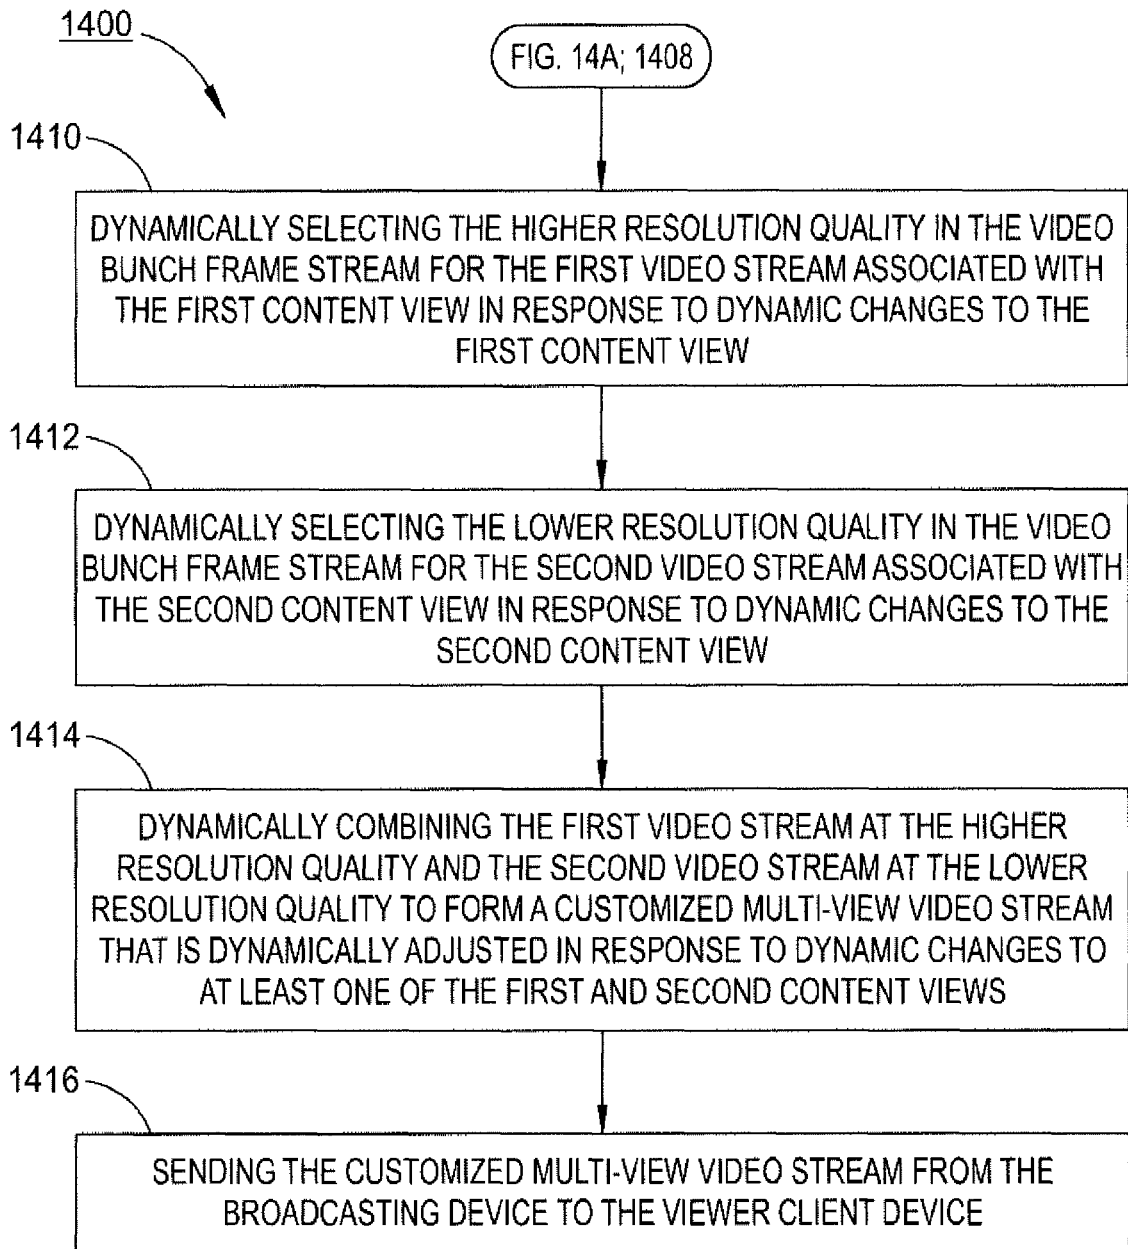 1400
FIG. 14A; 1408
1410
DYNAMICALLY SELECTING THE HIGHER RESOLUTION QUALITY IN THE VIDEO
BUNCH FRAME STREAM FOR THE FIRST VIDEO STREAM ASSOCIATED WITH
THE FIRST CONTENT VIEW IN RESPONSE TO DYNAMIC CHANGES TO THE
FIRST CONTENT VIEW
1412
DYNAMICALLY SELECTING THE LOWER RESOLUTION QUALITY IN THE VIDEO
BUNCH FRAME STREAM FOR THE SECOND VIDEO STREAM ASSOCIATED WITH
THE SECOND CONTENT VIEW IN RESPONSE TO DYNAMIC CHANGES TO THE
SECOND CONTENT VIEW
1414
DYNAMICALLY COMBINING THE FIRST VIDEO STREAM AT THE HIGHER
RESOLUTION QUALITY AND THE SECOND VIDEO STREAM AT THE LOWER
RESOLUTION QUALITY TO FORM A CUSTOMIZED MULTI-VIEW VIDEO STREAM
THAT IS DYNAMICALLY ADJUSTED IN RESPONSE TO DYNAMIC CHANGES TO
AT LEAST ONE OF THE FIRST AND SECOND CONTENT VIEWS
1416
SENDING THE CUSTOMIZED MULTI-VIEW VIDEO STREAM FROM THE
BROADCASTING DEVICE TO THE VIEWER CLIENT DEVICE